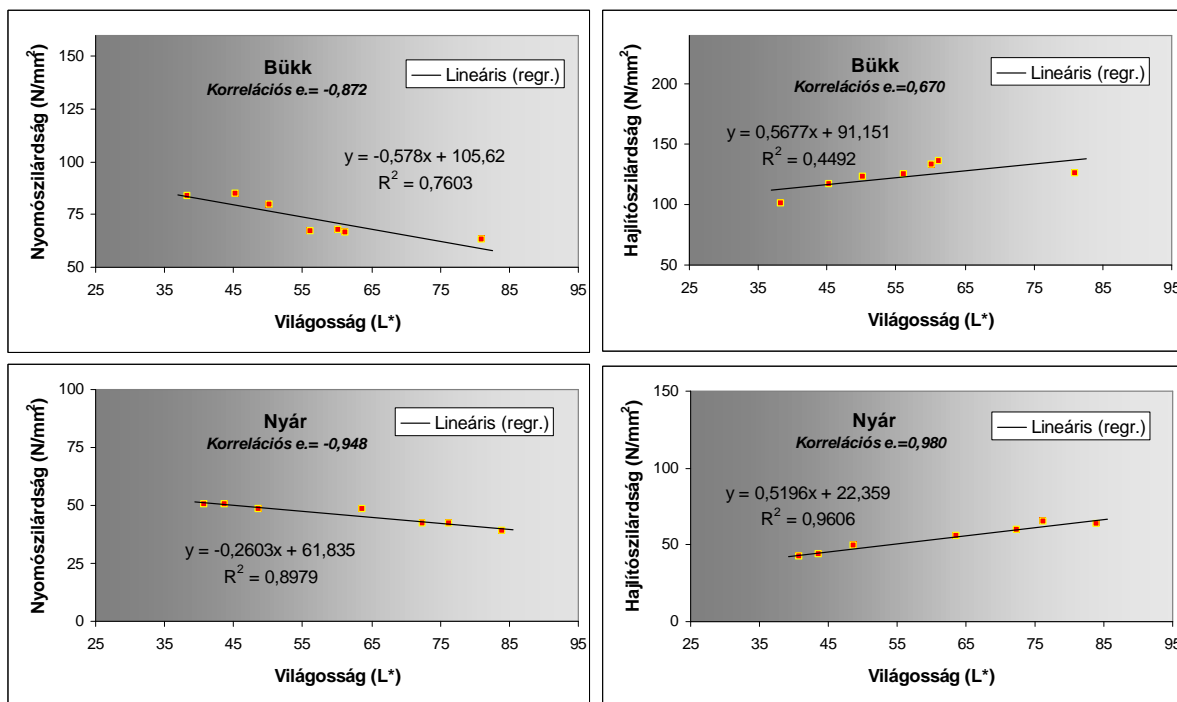 Bükk
Korrelációs e.= -0,872
Lineáris (regr.)
y = -0,578x + 105,62
R² = 0,7603
150
125
100
75
50
25 35 45 55 65 75 85 95
Nyomószilárdság (N/mm²)
Világosság (L*)
Bükk
Korrelációs e.=0,670
Lineáris (regr.)
y = 0,5677x + 91,151
R² = 0,4492
200
150
100
50
25 35 45 55 65 75 85 95
Hajlítószilárdság (N/mm²)
Világosság (L*)
Nyár
Korrelációs e.= -0,948
Lineáris (regr.)
y = -0,2603x + 61,835
R² = 0,8979
100
75
50
25
0
25 35 45 55 65 75 85 95
Nyomószilárdság (N/mm²)
Világosság (L*)
Nyár
Korrelációs e.=0,980
Lineáris (regr.)
y = 0,5196x + 22,359
R² = 0,9606
150
100
50
0
25 35 45 55 65 75 85 95
Hajlítószilárdság (N/mm²)
Világosság (L*)